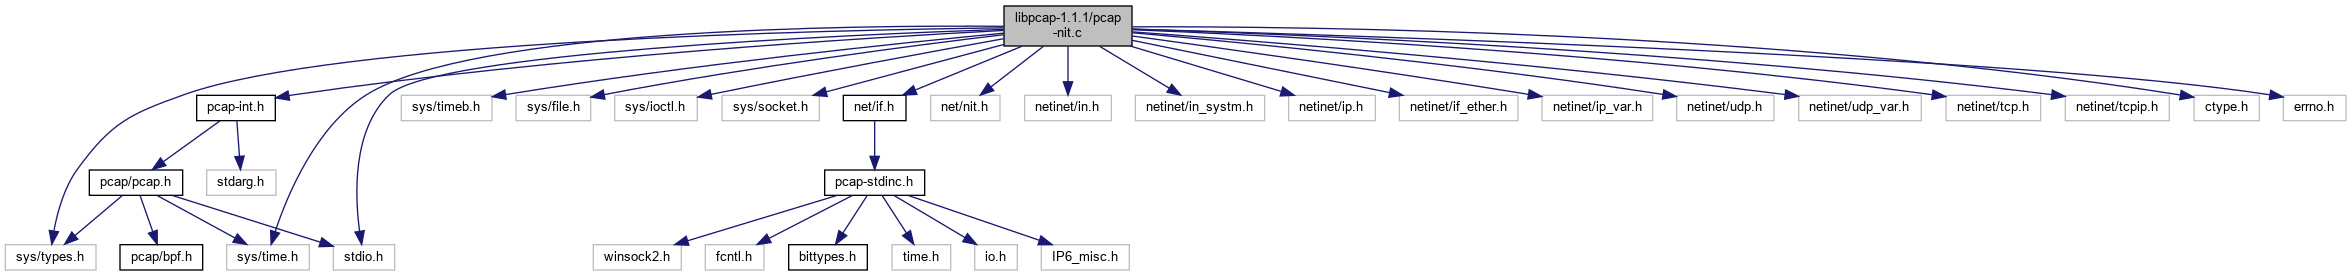 libpcap-1.1.1/pcap
-nit.c
pcap-int.h
sys/timeb.h
sys/file.h
sys/ioctl.h
sys/socket.h
net/if.h
net/nit.h
netinet/in.h
netinet/in_systm.h
netinet/ip.h
netinet/if_ether.h
netinet/ip_var.h
netinet/udp.h
netinet/udp_var.h
netinet/tcp.h
netinet/tcpip.h
ctype.h
errno.h
pcap/pcap.h
stdarg.h
pcap-stdinc.h
sys/types.h
pcap/bpf.h
sys/time.h
stdio.h
winsock2.h
fcntl.h
bittypes.h
time.h
io.h
IP6_misc.h